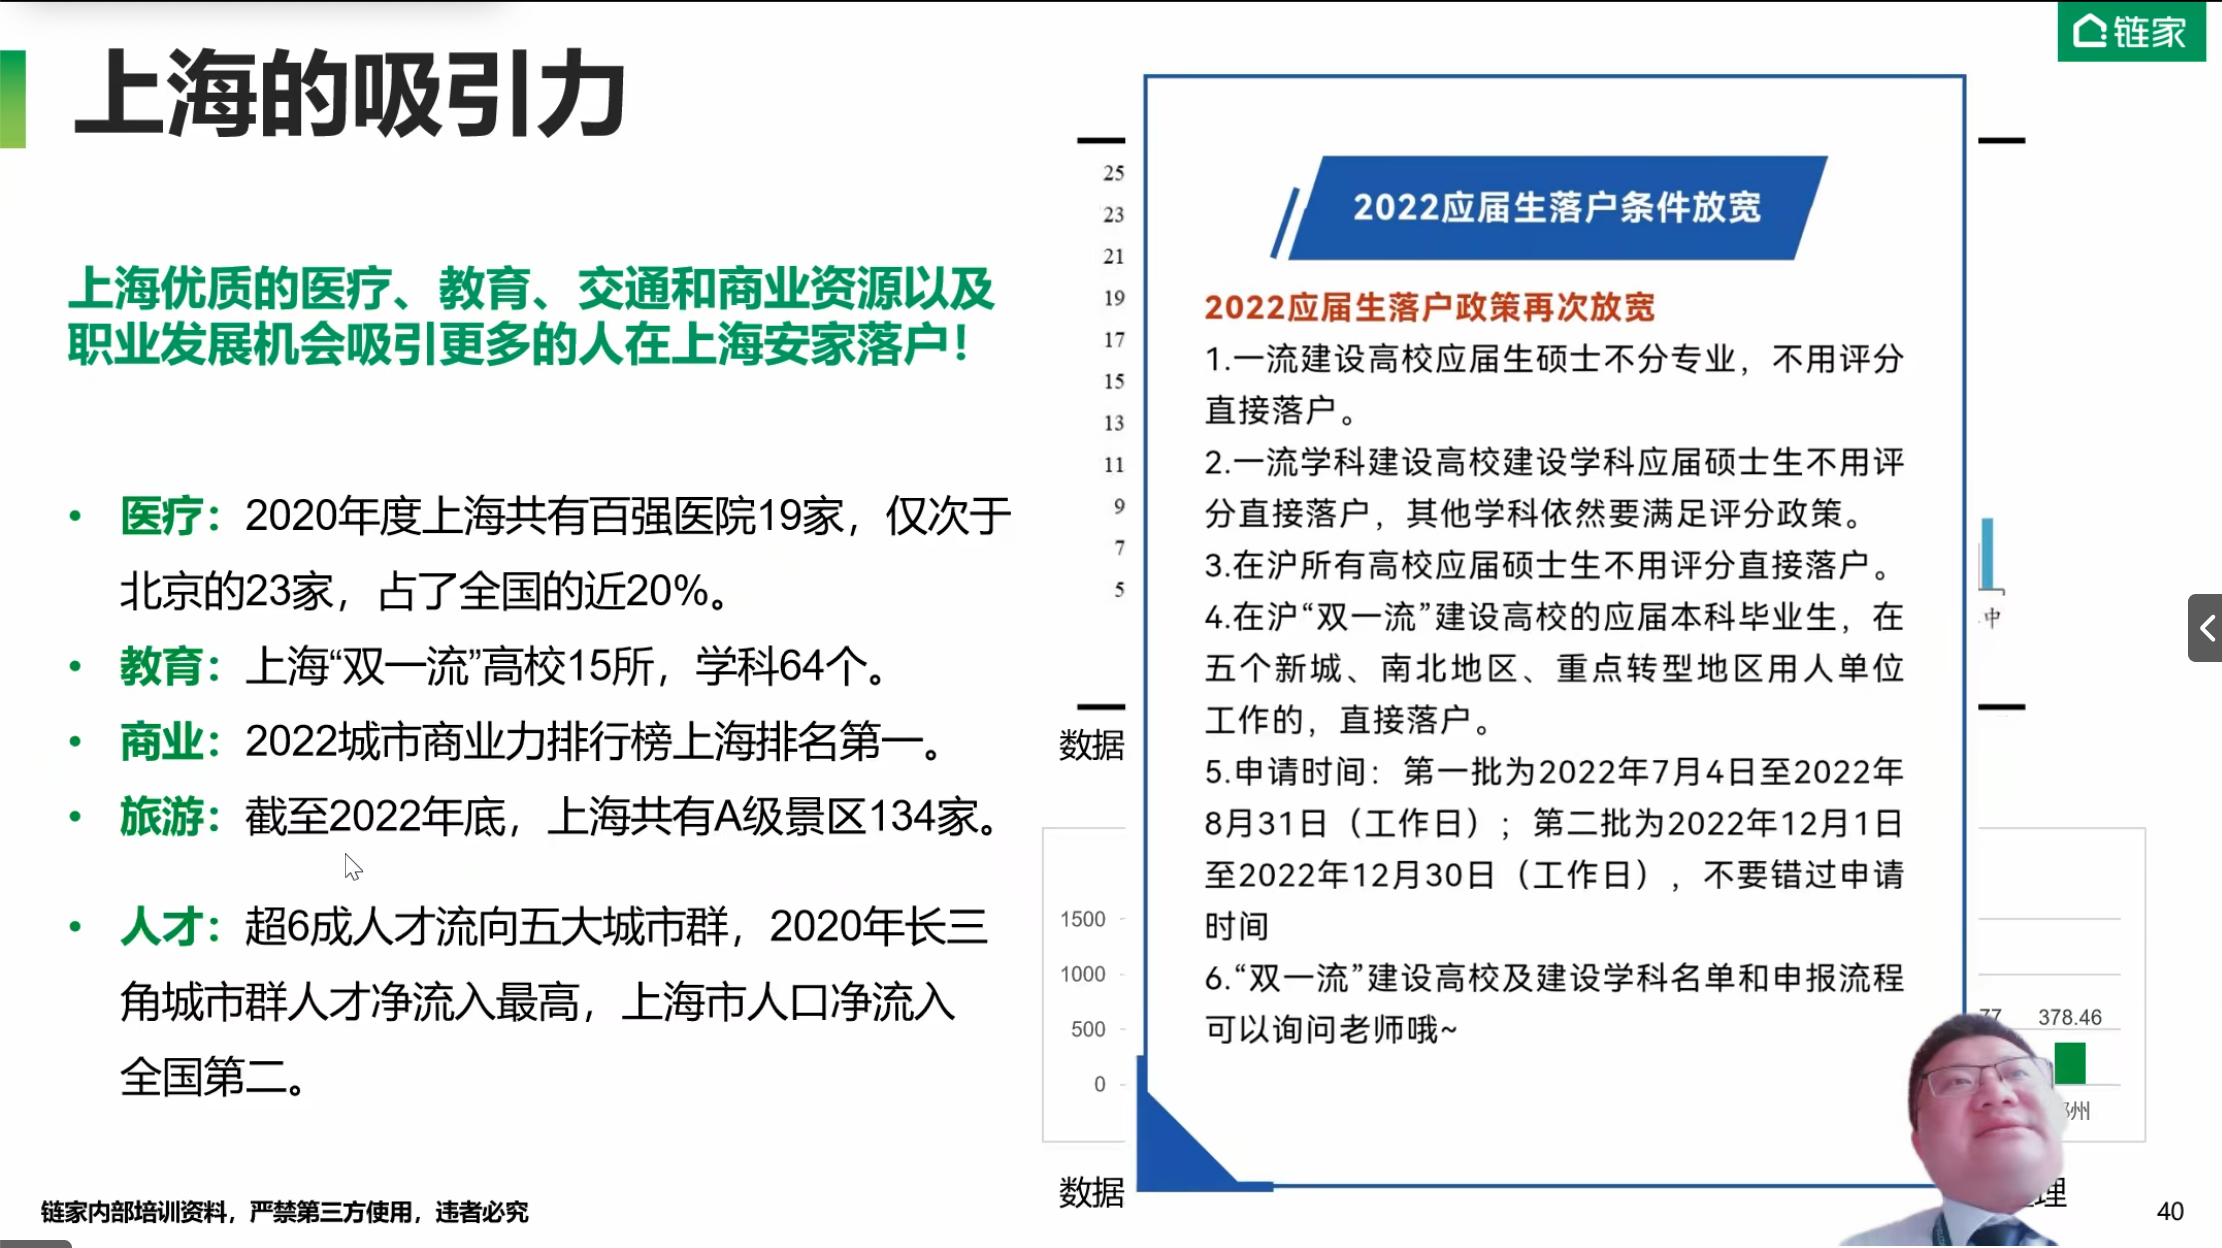 链家
上海的吸引力
上海优质的医疗、教育、交通和商业资源以及
职业发展机会吸引更多的人在上海安家落户！
• 医疗：2020年度上海共有百强医院19家，仅次于
北京的23家，占了全国的近20%。
• 教育：上海“双一流”高校15所，学科64个。
• 商业：2022城市商业力排行榜上海排名第一。
• 旅游：截至2022年底，上海共有A级景区134家。
• 人才：超6成人才流向五大城市群，2020年长三
角城市群人才净流入最高，上海市人口净流入
全国第二。
25
23
21
19
17
15
13
11
9
7
5
中
数据
2022应届生落户条件放宽
2022应届生落户政策再次放宽
1.一流建设高校应届生硕士不分专业，不用评分
直接落户。
2.一流学科建设高校建设学科应届硕士生不用评
分直接落户，其他学科依然要满足评分政策。
3.在沪所有高校应届硕士生不用评分直接落户。
4.在沪“双一流”建设高校的应届本科毕业生，在
五个新城、南北地区、重点转型地区用人单位
工作的，直接落户。
5.申请时间：第一批为2022年7月4日至2022年
8月31日（工作日）；第二批为2022年12月1日
至2022年12月30日（工作日），不要错过申请
时间
6.“双一流”建设高校及建设学科名单和申报流程
可以询问老师哦~
1500
1000
500
0
77
378.46
州
数据
理
链家内部培训资料，严禁第三方使用，违者必究
40